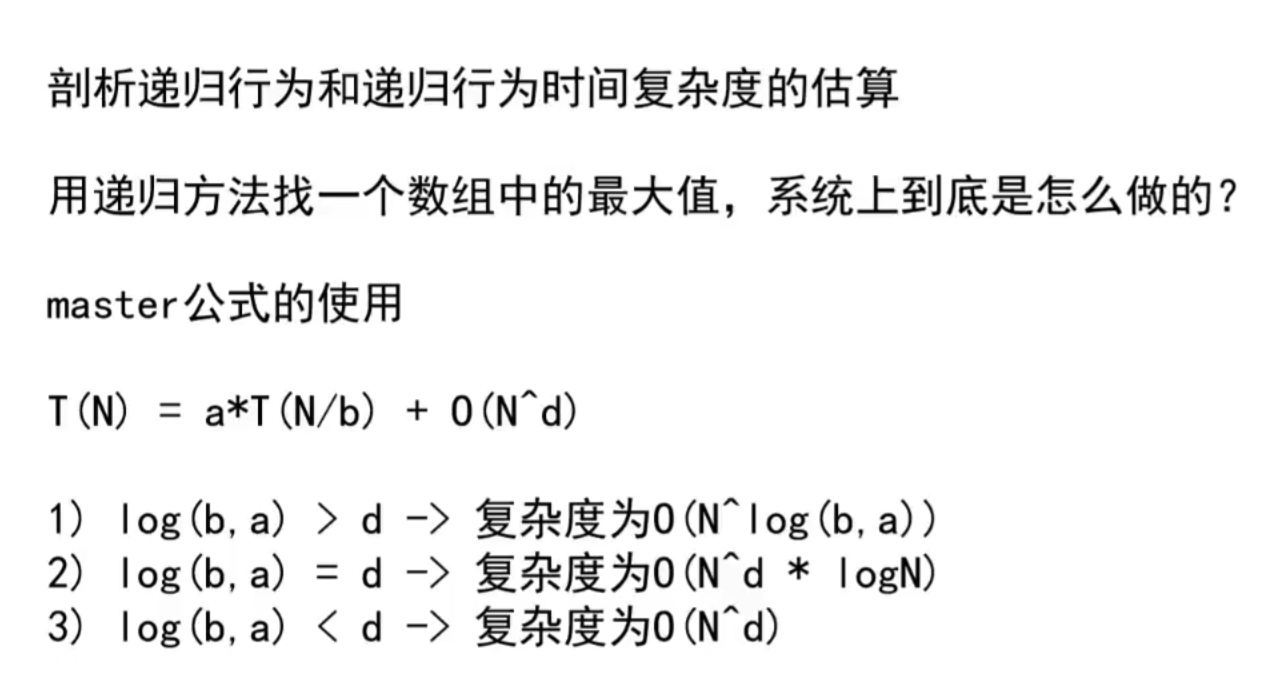 剖析递归行为和递归行为时间复杂度的估算
用递归方法找一个数组中的最大值，系统上到底是怎么做的？
master公式的使用
T(N) = a*T(N/b) + O(N^d)
1) log(b,a) > d -> 复杂度为O(N^log(b,a))
2) log(b,a) = d -> 复杂度为O(N^d * logN)
3) log(b,a) < d -> 复杂度为O(N^d)